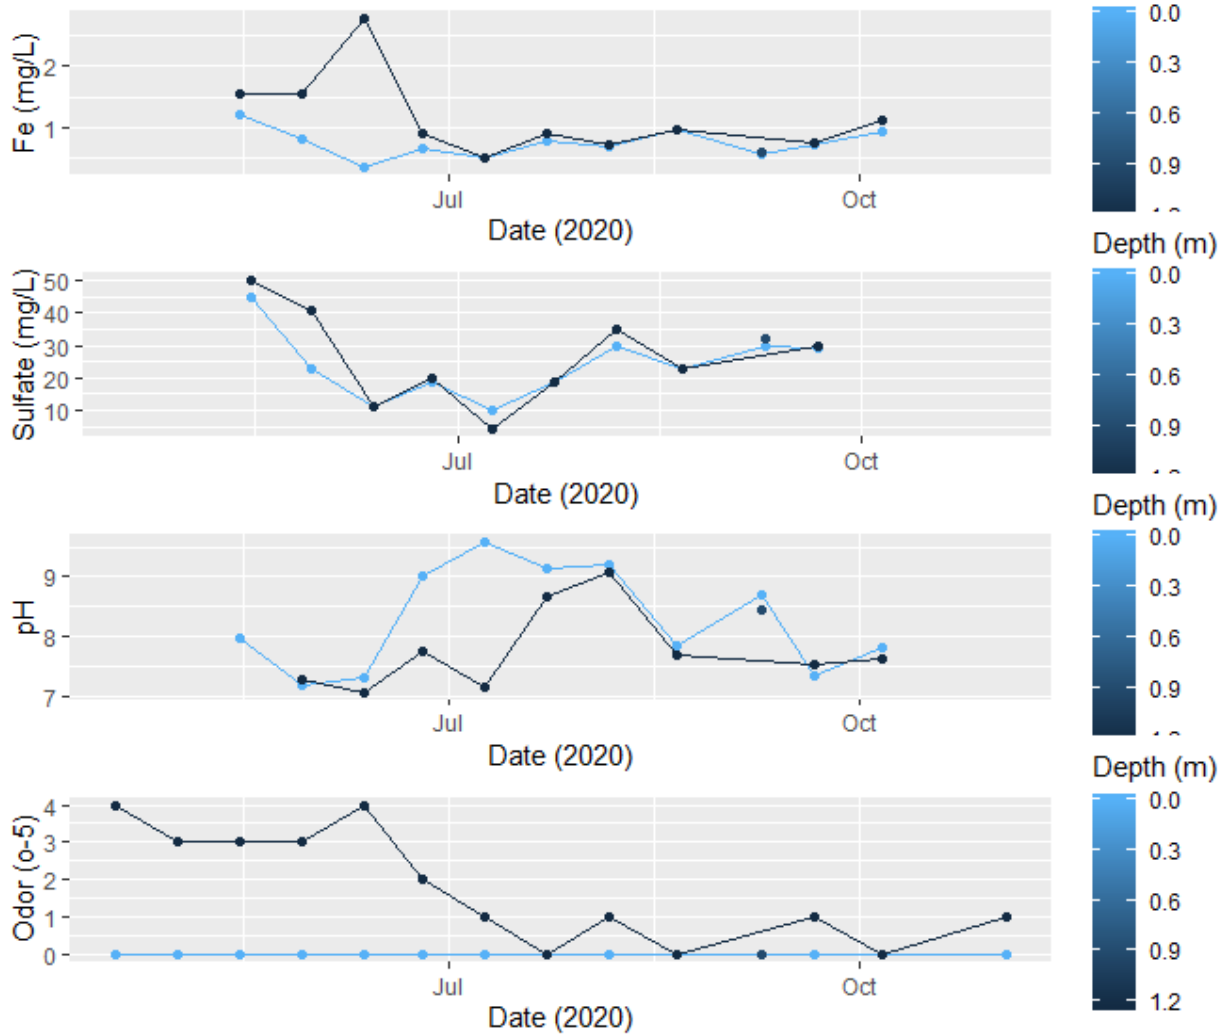 Fe (mg/L)
2
1
Jul
Oct
Date (2020)
0.0
0.3
0.6
0.9
Sulfate (mg/L)
50
40
30
20
10
Jul
Oct
Date (2020)
Depth (m)
0.0
0.3
0.6
0.9
pH
9
8
7
Jul
Oct
Date (2020)
Depth (m)
0.0
0.3
0.6
0.9
Odor (o-5)
4
3
2
1
0
Jul
Oct
Date (2020)
Depth (m)
0.0
0.3
0.6
0.9
1.2